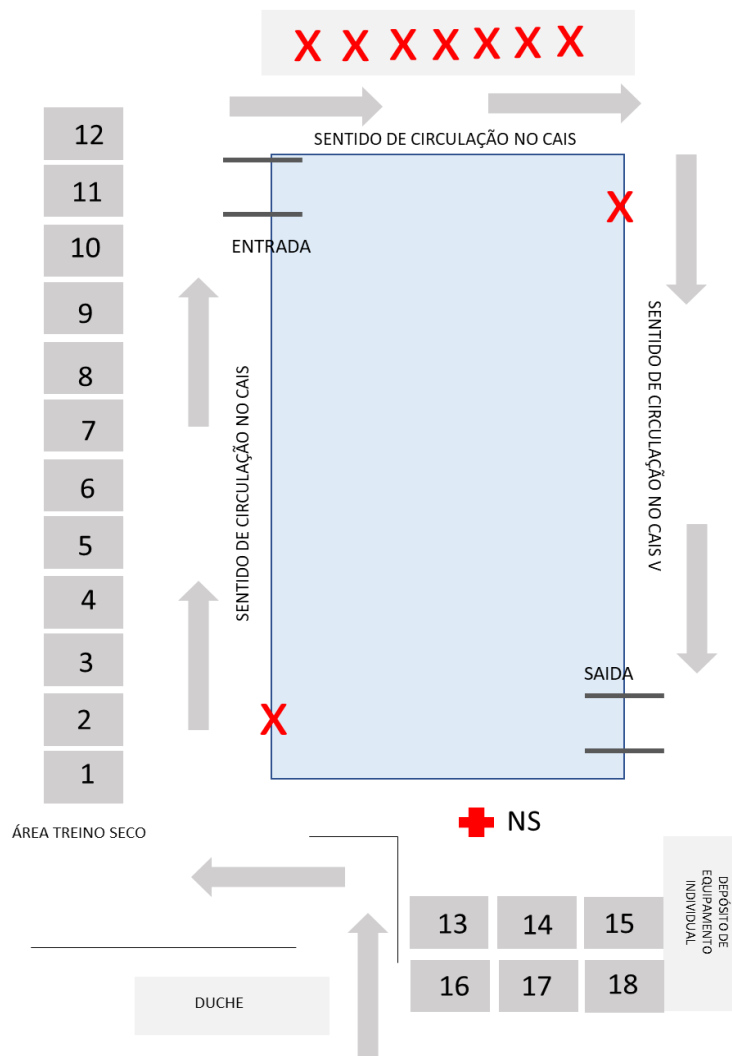 X X X X X X X
SENTIDO DE CIRCULAÇÃO NO CAIS
12
11
X
ENTRADA
10
9
8
7
6
5
4
3
2
1
SENTIDO DE CIRCULAÇÃO NO CAIS
SENTIDO DE CIRCULAÇÃO NO CAIS V
SAIDA
X
NS
ÁREA TREINO SECO
DEPÓSITO DE
EQUIPAMENTO
INDIVIDUAL
13 14 15
16 17 18
DUCHE